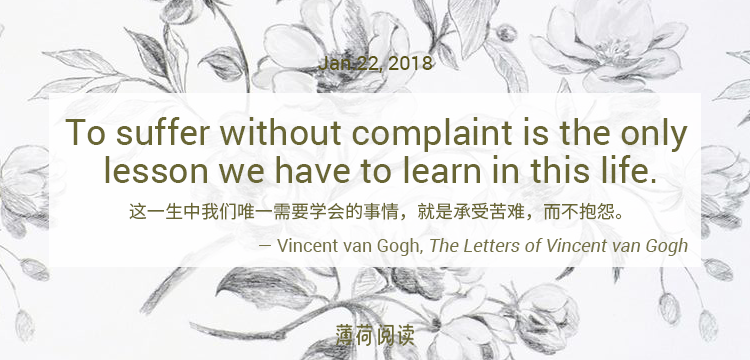 Jan 22, 2018
To suffer without complaint is the only
lesson we have to learn in this life.
这一生中我们唯一需要学会的事情，就是承受苦难，而不抱怨。
— Vincent van Gogh, The Letters of Vincent van Gogh
薄荷阅读